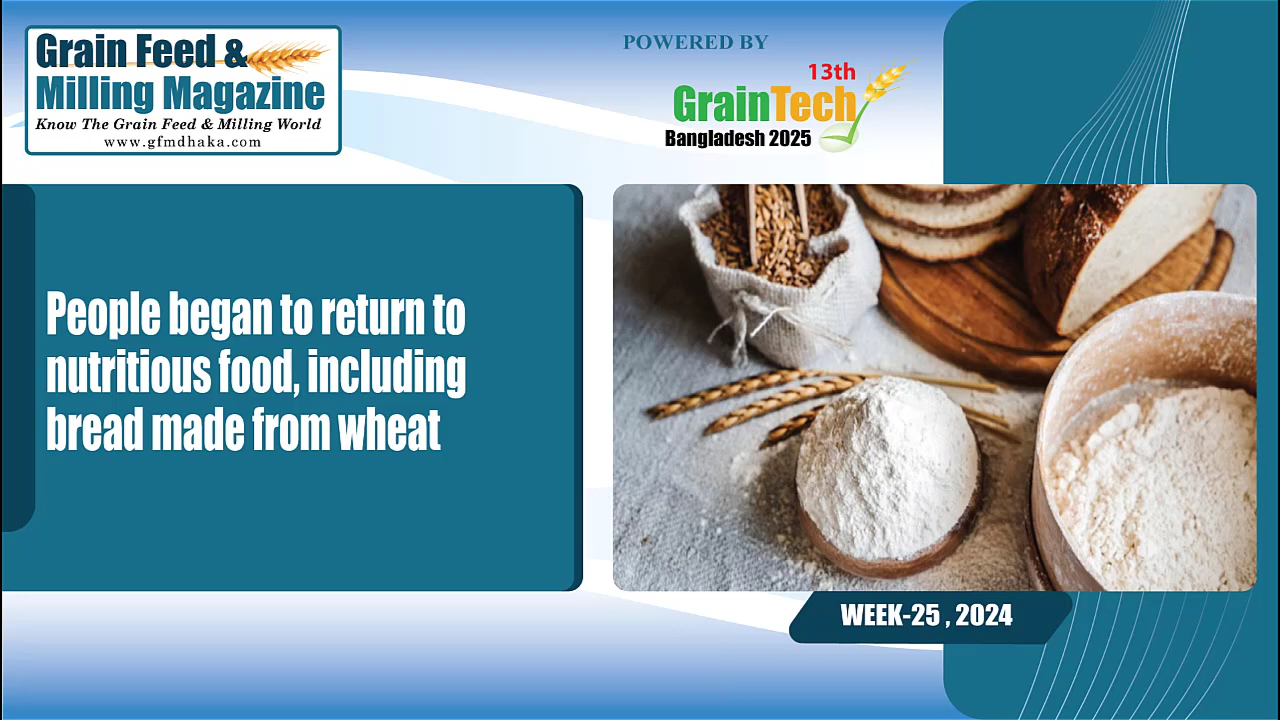 Grain Feed &
Milling Magazine
Know The Grain Feed & Milling World
www.gfmdhaka.com
POWERED BY
13th
GrainTech
Bangladesh 2025
People began to return to
nutritious food, including
bread made from wheat
WEEK-25 , 2024